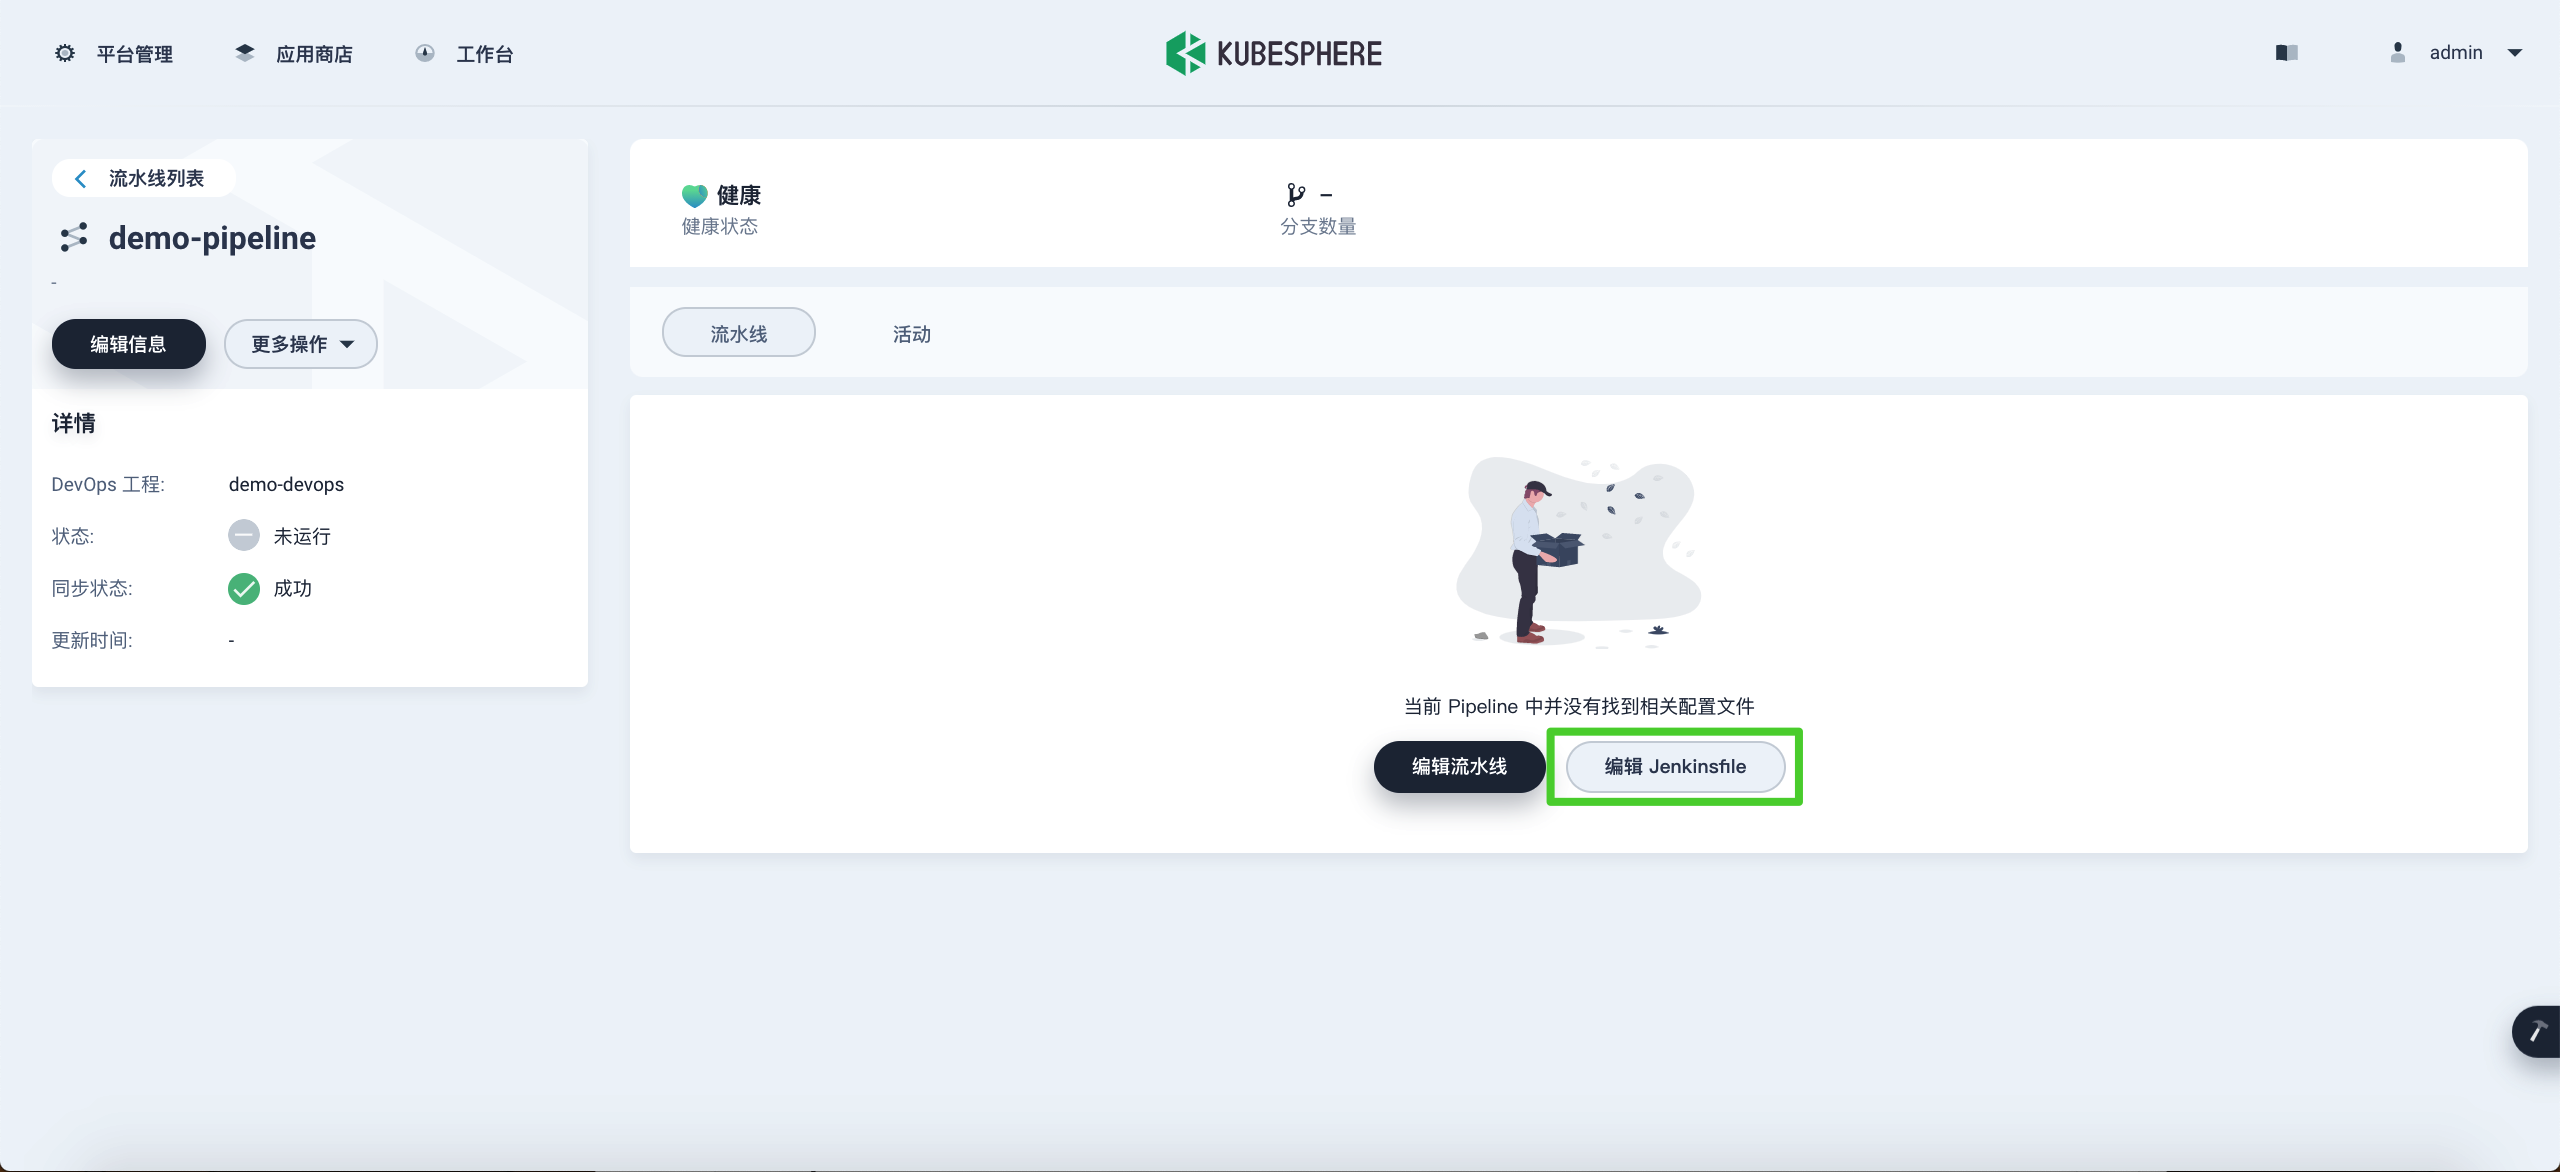 平台管理
应用商店
工作台
KUBESPHERE
admin
流水线列表
demo-pipeline
-
编辑信息
更多操作
详情
DevOps 工程:
demo-devops
状态:
未运行
同步状态:
成功
更新时间:
-
健康
健康状态
–
分支数量
流水线
活动
当前 Pipeline 中并没有找到相关配置文件
编辑流水线
编辑 Jenkinsfile